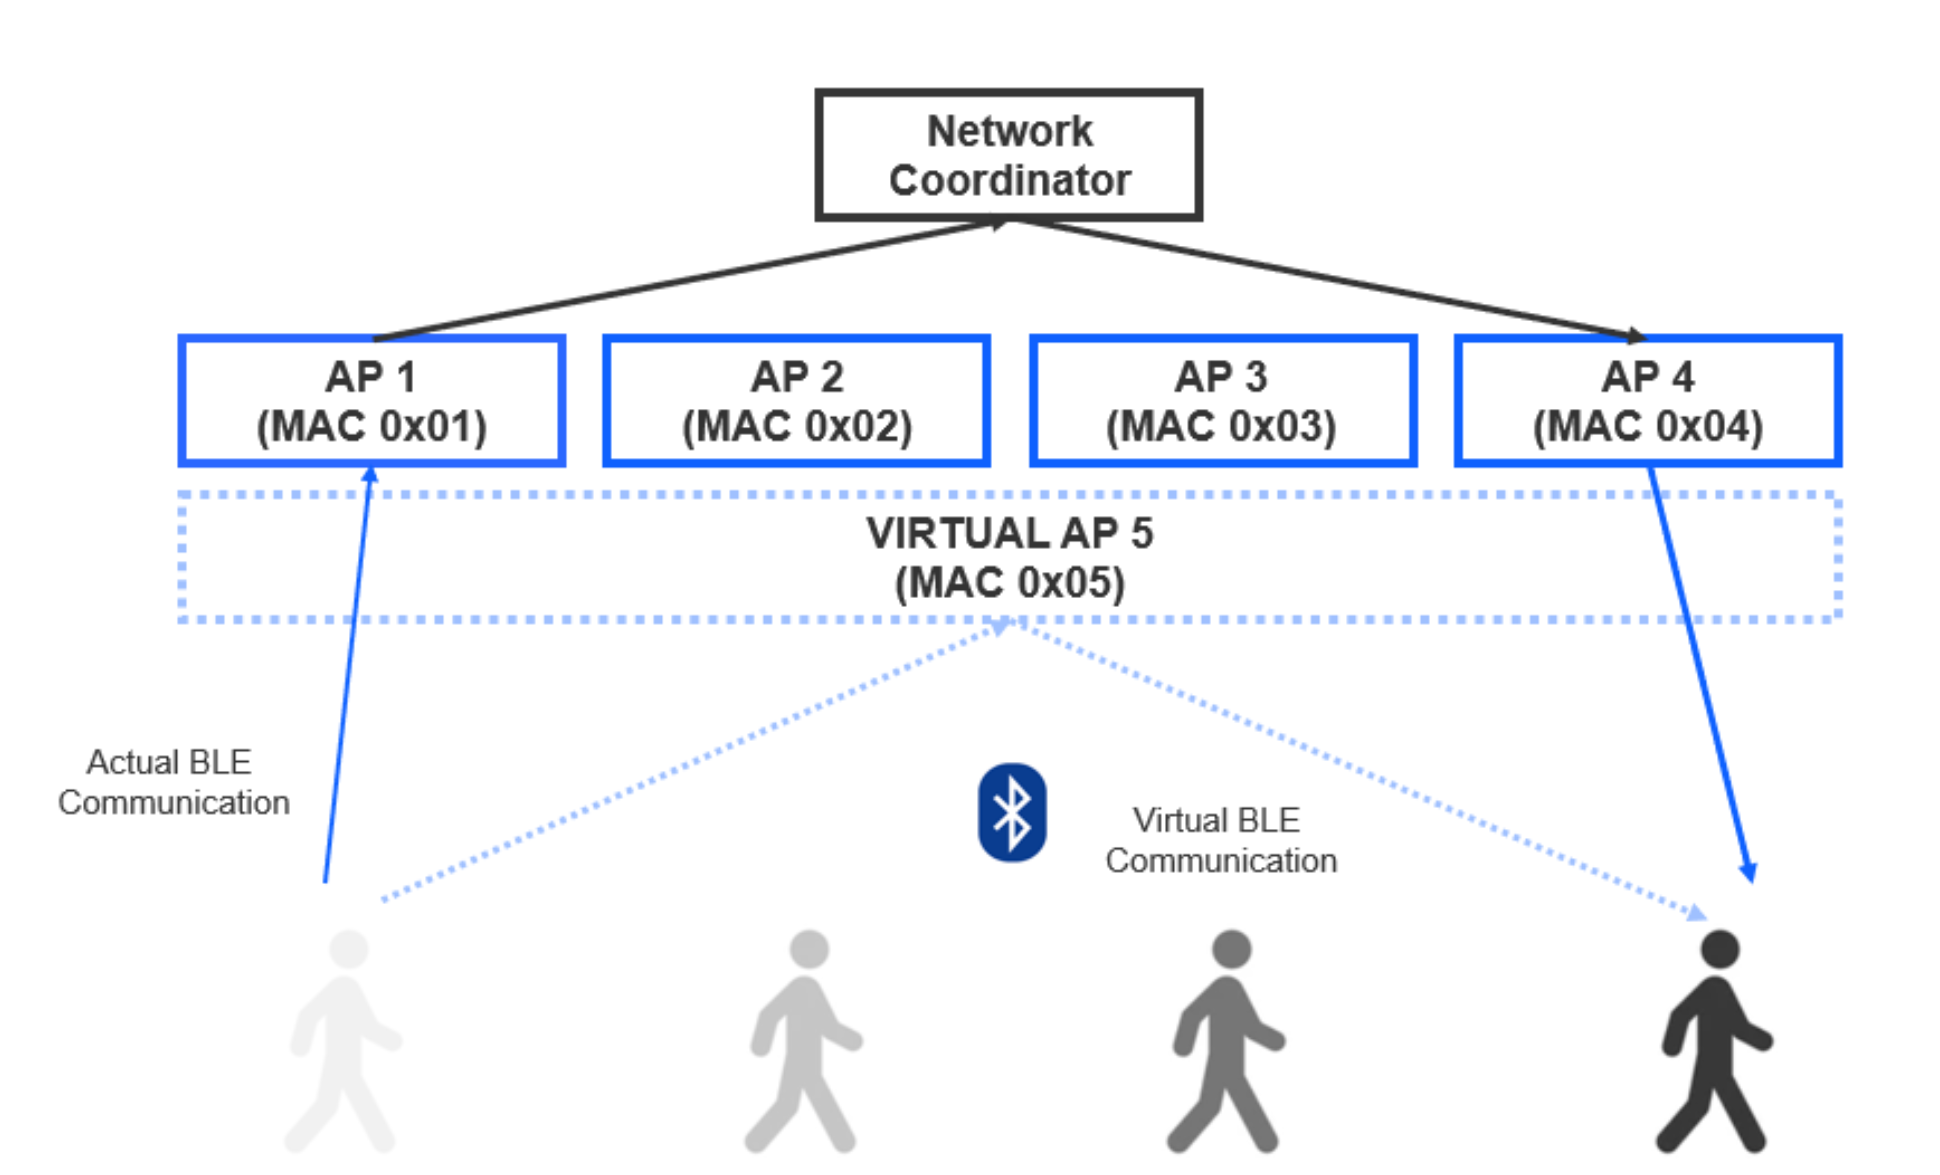 Network
Coordinator
AP 1
(MAC 0x01)
AP 2
(MAC 0x02)
AP 3
(MAC 0x03)
AP 4
(MAC 0x04)
VIRTUAL AP 5
(MAC 0x05)
Actual BLE
Communication
Virtual BLE
Communication